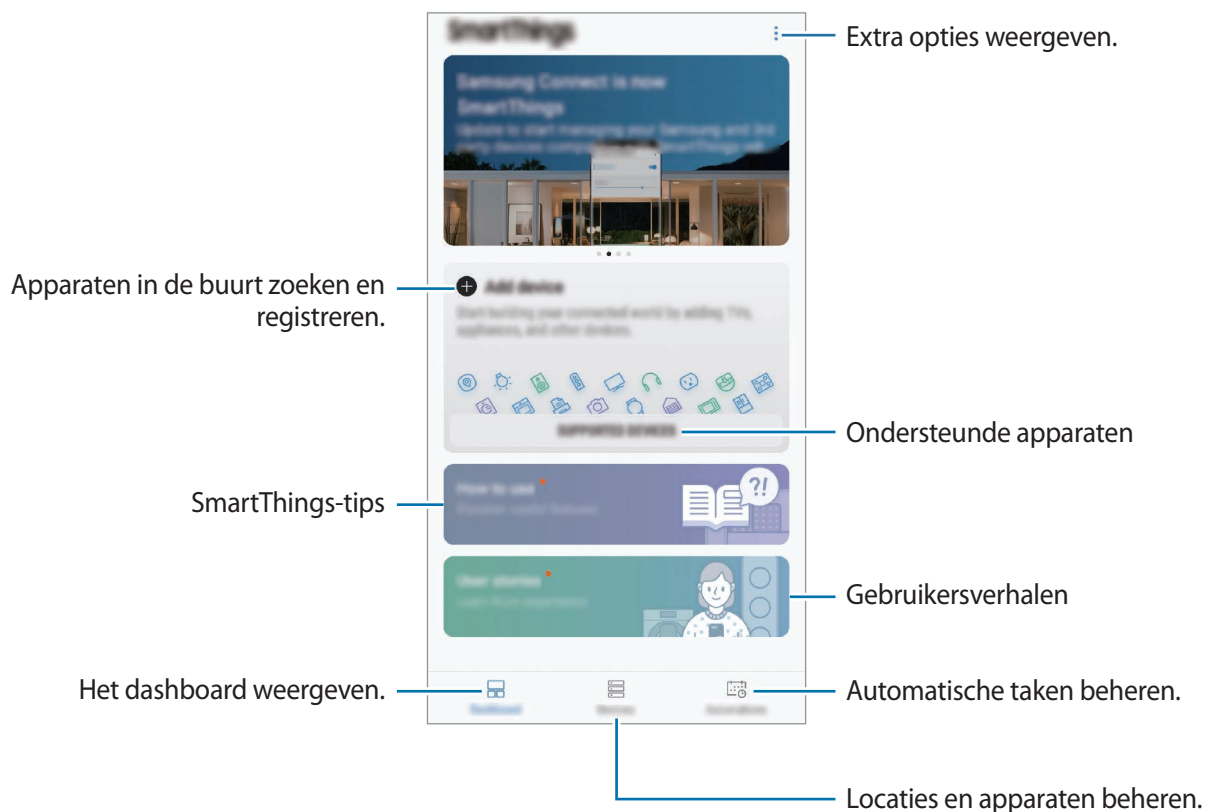 SmartThings
Extra opties weergeven.
Samsung Connect is now
SmartThings
Update to start managing your Samsung and 3rd
party devices
Apparaten in de buurt zoeken en
registreren.
Add device
Start building your connected world by adding TVs,
appliances, and other devices.
SUPPORTED DEVICES
Ondersteunde apparaten
SmartThings-tips
How to use
Discover useful features
?!
User stories
Gebruikersverhalen
Het dashboard weergeven.
Dashboard
Devices
Automations
Automatische taken beheren.
Locaties en apparaten beheren.